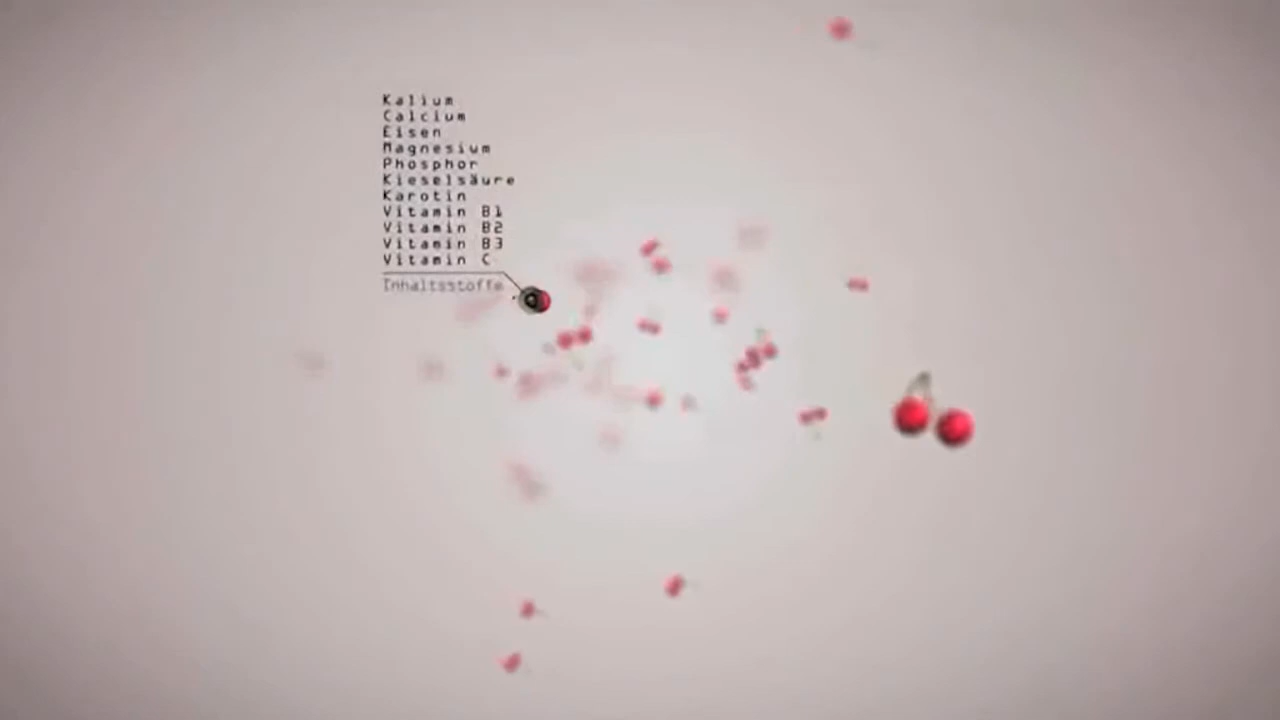 Kalium
Calcium
Eisen
Magnesium
Phosphor
Kieselsäure
Karotin
Vitamin B1
Vitamin B2
Vitamin B3
Vitamin C
Inhaltsstoffe